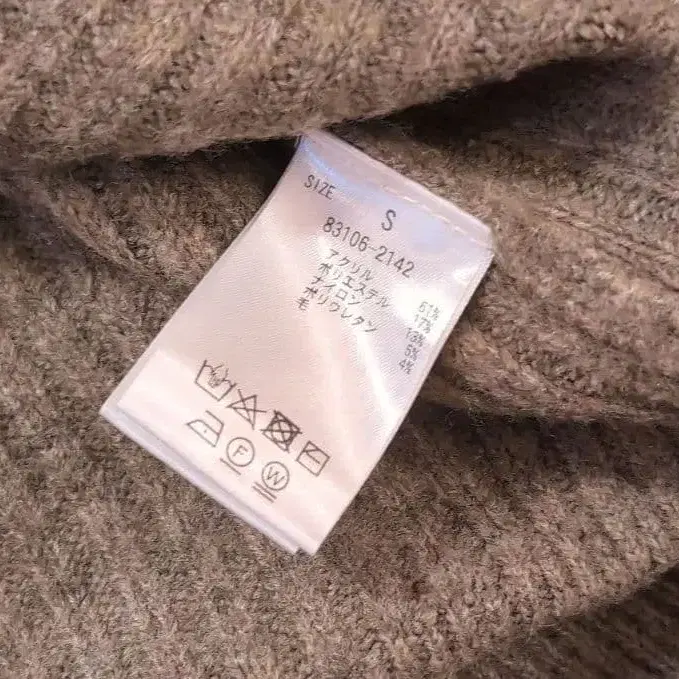 SIZE S
83106-2142
アクリル 61%
ポリエステル 17%
ナイロン 13%
ポリウレタン 5%
毛 4%
F W